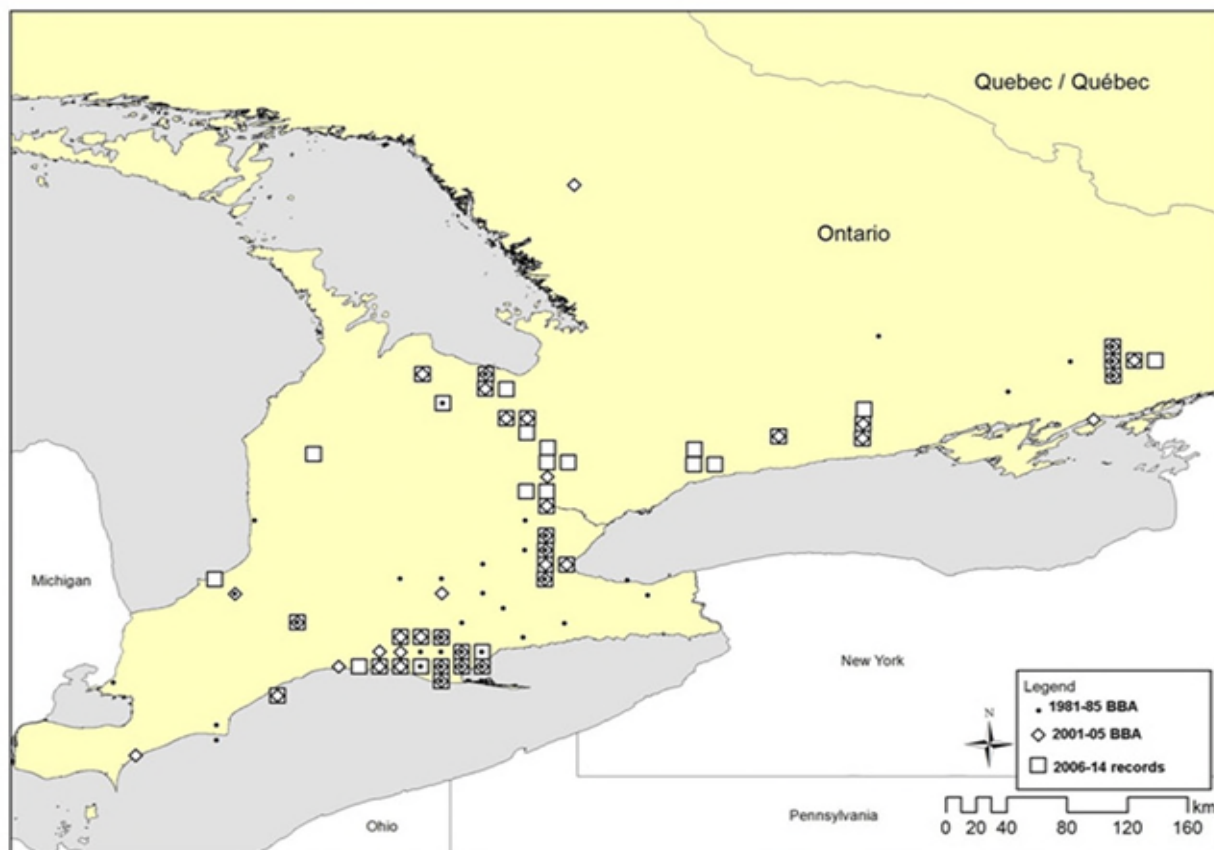 Quebec / Québec
Ontario
Michigan
New York
Pennsylvania
Ohio
N
Legend
1981-85 BBA
2001-05 BBA
2006-14 records
km
0 20 40 80 120 160